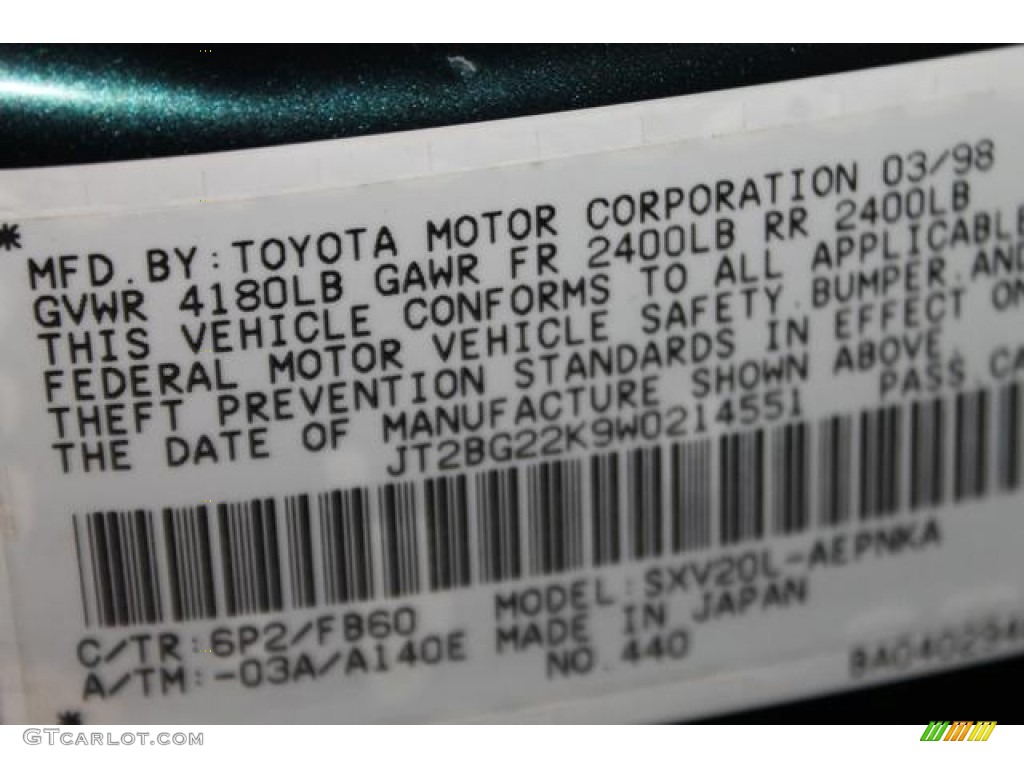 MFD.BY:TOYOTA MOTOR CORPORATION 03/98
GVWR 4180LB GAWR FR 2400LB RR 2400LB
THIS VEHICLE CONFORMS TO ALL APPLICABLE
FEDERAL MOTOR VEHICLE SAFETY.BUMPER.AND
THEFT PREVENTION STANDARDS IN EFFECT ON
THE DATE OF MANUFACTURE SHOWN ABOVE.
JT2BG22K9W0214551 PASS.CA
C/TR:6P2/FB60 MODEL:SXV20L-AEPNKA
A/TM:-03A/A140E MADE IN JAPAN
NO.440
GTCarlot.com